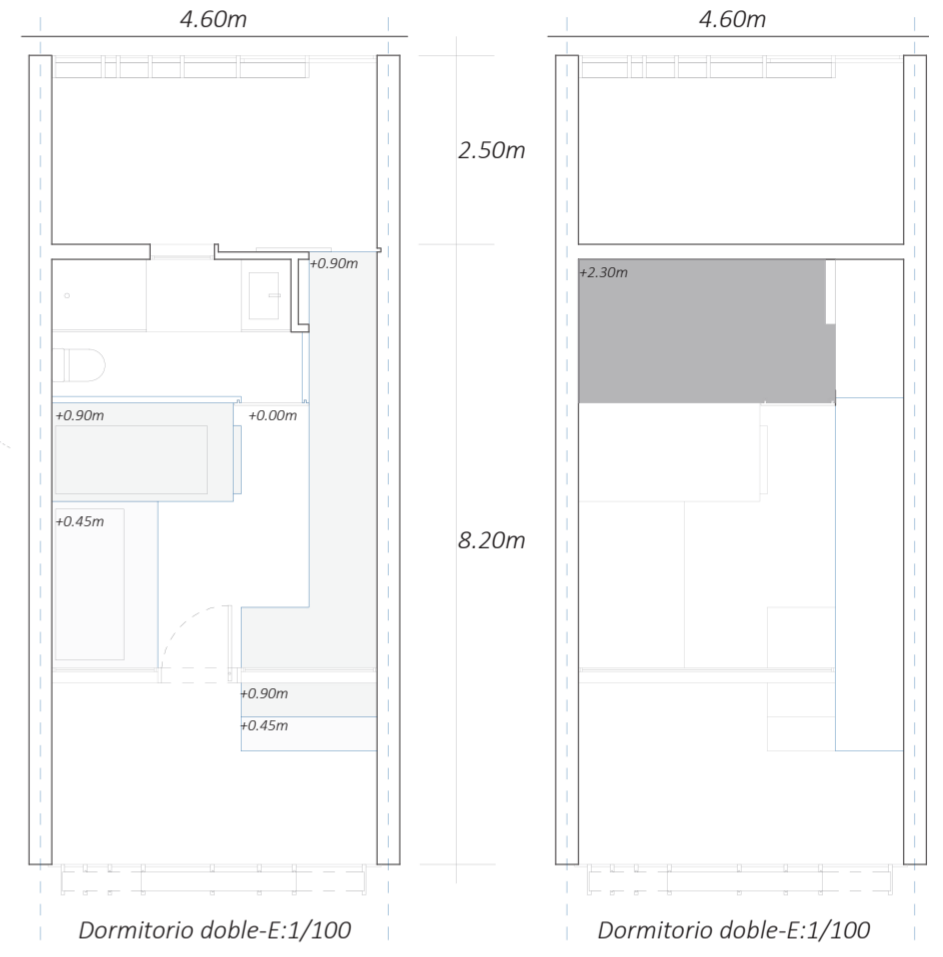 4.60m
4.60m
2.50m
+0.90m
+2.30m
+0.90m
+0.00m
+0.45m
8.20m
+0.90m
+0.45m
Dormitorio doble-E:1/100
Dormitorio doble-E:1/100